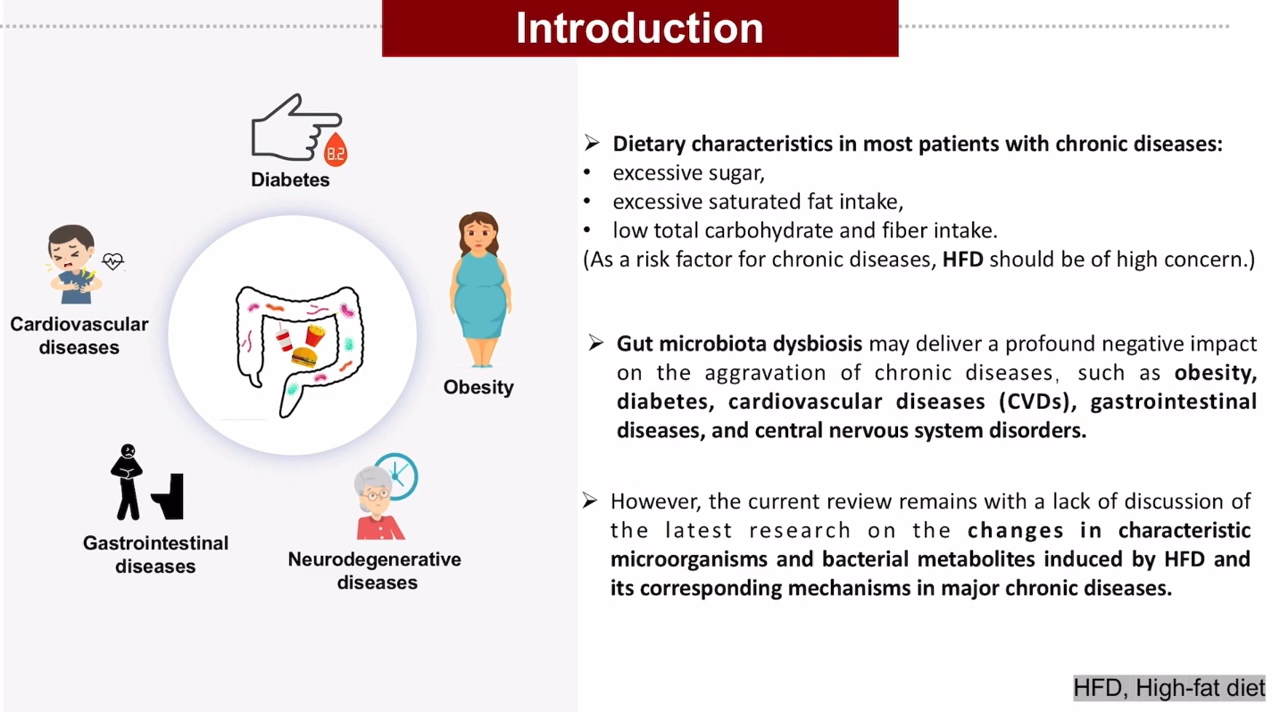 Introduction
8.2
Diabetes
Cardiovascular
diseases
Obesity
Gastrointestinal
diseases
Neurodegenerative
diseases
➢ Dietary characteristics in most patients with chronic diseases:
• excessive sugar,
• excessive saturated fat intake,
• low total carbohydrate and fiber intake.
(As a risk factor for chronic diseases, HFD should be of high concern.)
➢ Gut microbiota dysbiosis may deliver a profound negative impact
on the aggravation of chronic diseases, such as obesity,
diabetes, cardiovascular diseases (CVDs), gastrointestinal
diseases, and central nervous system disorders.
➢ However, the current review remains with a lack of discussion of
the latest research on the changes in characteristic
microorganisms and bacterial metabolites induced by HFD and
its corresponding mechanisms in major chronic diseases.
HFD, High-fat diet